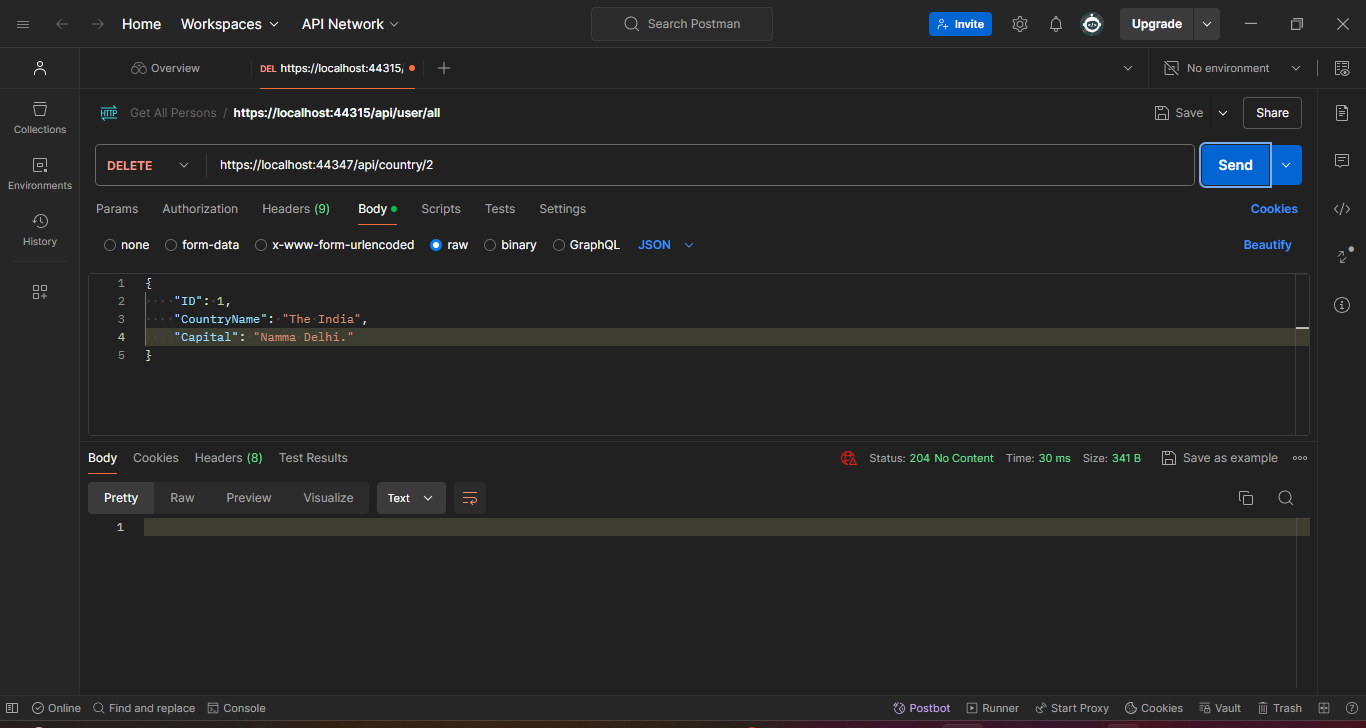 Home Workspaces API Network Search Postman Invite Upgrade
Overview DEL https://localhost:44315/ No environment
HTTP Get All Persons / https://localhost:44315/api/user/all Save Share
Collections
DELETE https://localhost:44347/api/country/2 Send
Environments
Params Authorization Headers (9) Body Scripts Tests Settings Cookies
History
none form-data x-www-form-urlencoded raw binary GraphQL JSON Beautify
1 {
2 "ID": 1,
3 "CountryName": "The India",
4 "Capital": "Namma Delhi."
5 }
Body Cookies Headers (8) Test Results Status: 204 No Content Time: 30 ms Size: 341 B Save as example
Pretty Raw Preview Visualize Text
1
Online Find and replace Console Postbot Runner Start Proxy Cookies Vault Trash